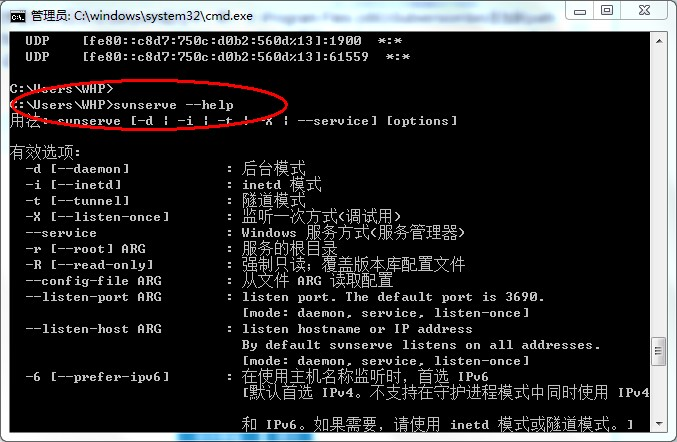 管理员: C:\windows\system32\cmd.exe
UDP [fe80::c8d7:750c:d0b2:560d%13]:1900 *:*
UDP [fe80::c8d7:750c:d0b2:560d%13]:61559 *:*
C:\Users\WHP>
C:\Users\WHP>svnserve --help
用法: svnserve [-d | -i | -t | -X | --service] [options]
有效选项:
-d [--daemon] : 后台模式
-i [--inetd] : inetd 模式
-t [--tunnel] : 隧道模式
-X [--listen-once] : 监听一次方式(调试用)
--service : Windows 服务方式(服务管理器)
-r [--root] ARG : 服务的根目录
-R [--read-only] : 强制只读；覆盖版本库配置文件
--config-file ARG : 从文件 ARG 读取配置
--listen-port ARG : listen port. The default port is 3690.
[mode: daemon, service, listen-once]
--listen-host ARG : listen hostname or IP address
By default svnserve listens on all addresses.
[mode: daemon, service, listen-once]
-6 [--prefer-ipv6] : 在使用主机名称监听时，首选 IPv6
[默认首选 IPv4。不支持在守护进程模式中同时使用 IPv4
和 IPv6。如果需要，请使用 inetd 模式或隧道模式。]